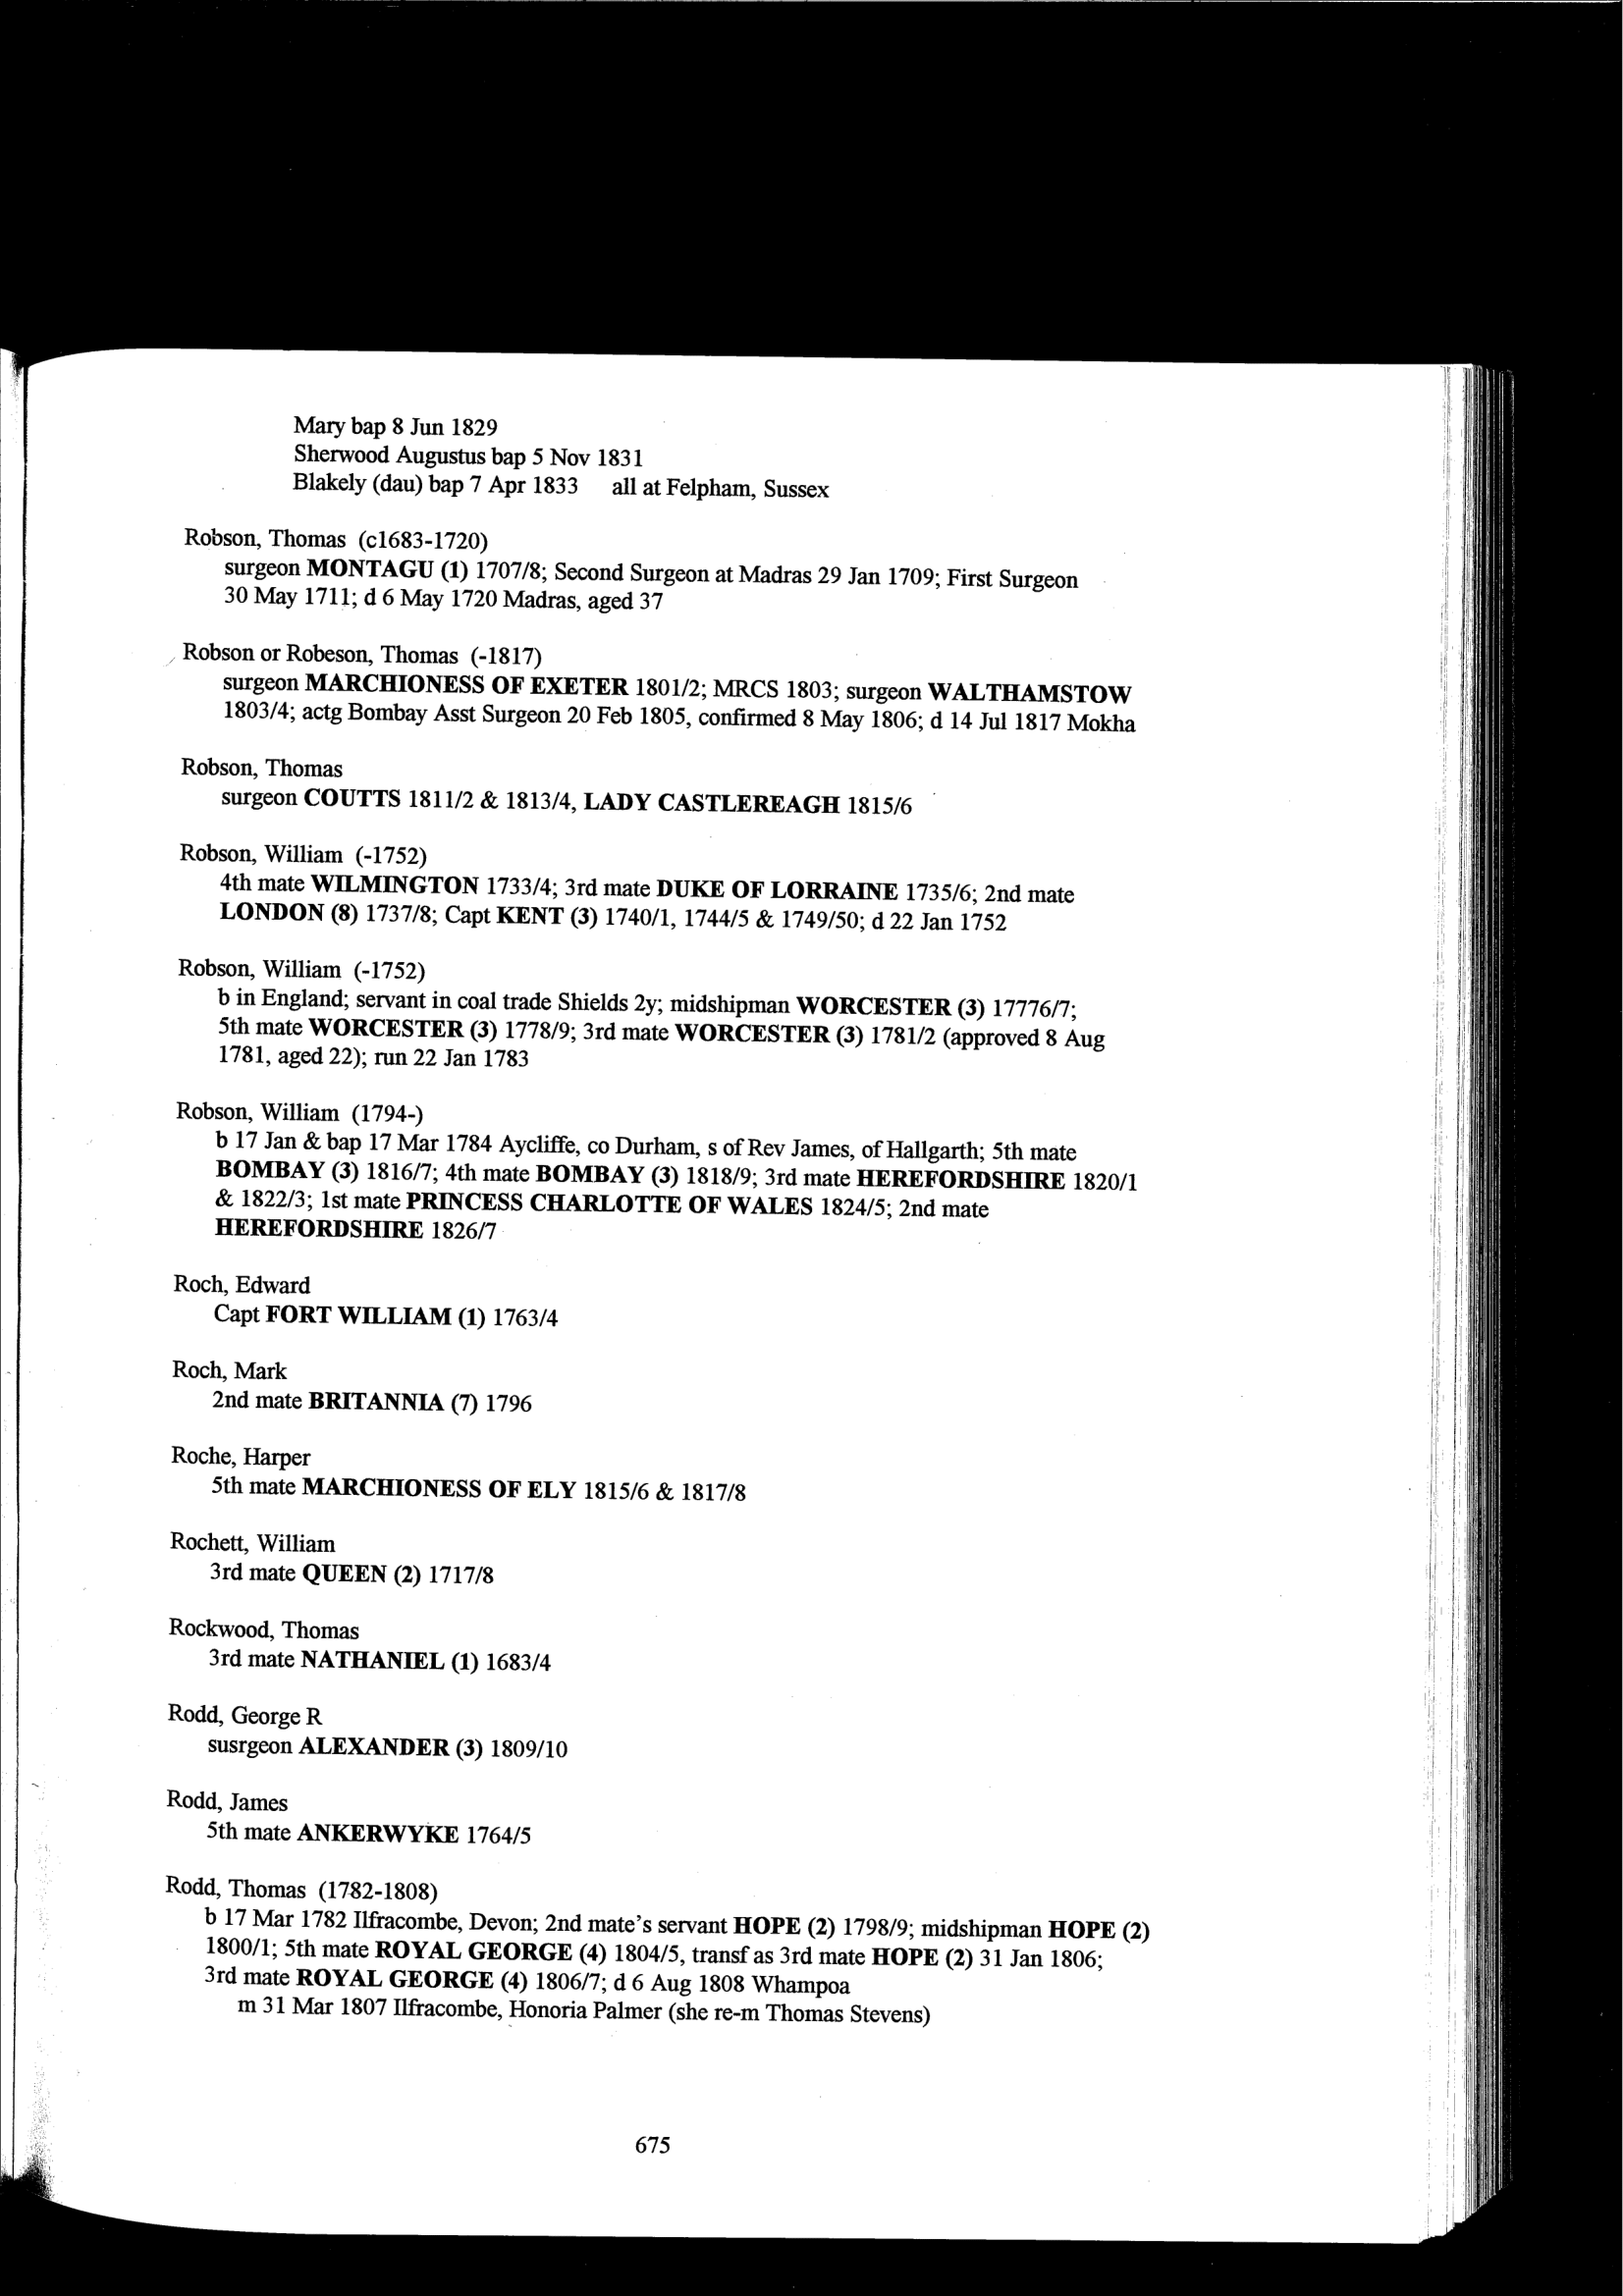 Mary bap 8 Jun 1829
Sherwood Augustus bap 5 Nov 1831
Blakely (dau) bap 7 Apr 1833 all at Felpham, Sussex
Robson, Thomas (c1683-1720)
surgeon MONTAGU (1) 1707/8; Second Surgeon at Madras 29 Jan 1709; First Surgeon
30 May 1711; d 6 May 1720 Madras, aged 37
Robson or Robeson, Thomas (-1817)
surgeon MARCHIONESS OF EXETER 1801/2; MRCS 1803; surgeon WALTHAMSTOW
1803/4; actg Bombay Asst Surgeon 20 Feb 1805, confirmed 8 May 1806; d 14 Jul 1817 Mokha
Robson, Thomas
surgeon COUTTS 1811/2 & 1813/4, LADY CASTLEREAGH 1815/6
Robson, William (-1752)
4th mate WILMINGTON 1733/4; 3rd mate DUKE OF LORRAINE 1735/6; 2nd mate
LONDON (8) 1737/8; Capt KENT (3) 1740/1, 1744/5 & 1749/50; d 22 Jan 1752
Robson, William (-1752)
b in England; servant in coal trade Shields 2y; midshipman WORCESTER (3) 17776/7;
5th mate WORCESTER (3) 1778/9; 3rd mate WORCESTER (3) 1781/2 (approved 8 Aug
1781, aged 22); run 22 Jan 1783
Robson, William (1794-)
b 17 Jan & bap 17 Mar 1784 Aycliffe, co Durham, s of Rev James, of Hallgarth; 5th mate
BOMBAY (3) 1816/7; 4th mate BOMBAY (3) 1818/9; 3rd mate HEREFORDSHIRE 1820/1
& 1822/3; 1st mate PRINCESS CHARLOTTE OF WALES 1824/5; 2nd mate
HEREFORDSHIRE 1826/7
Roch, Edward
Capt FORT WILLIAM (1) 1763/4
Roch, Mark
2nd mate BRITANNIA (7) 1796
Roche, Harper
5th mate MARCHIONESS OF ELY 1815/6 & 1817/8
Rochett, William
3rd mate QUEEN (2) 1717/8
Rockwood, Thomas
3rd mate NATHANIEL (1) 1683/4
Rodd, George R
susrgeon ALEXANDER (3) 1809/10
Rodd, James
5th mate ANKERWYKE 1764/5
Rodd, Thomas (1782-1808)
b 17 Mar 1782 Ilfracombe, Devon; 2nd mate's servant HOPE (2) 1798/9; midshipman HOPE (2)
1800/1; 5th mate ROYAL GEORGE (4) 1804/5, transf as 3rd mate HOPE (2) 31 Jan 1806;
3rd mate ROYAL GEORGE (4) 1806/7; d 6 Aug 1808 Whampoa
m 31 Mar 1807 Ilfracombe, Honoria Palmer (she re-m Thomas Stevens)
675